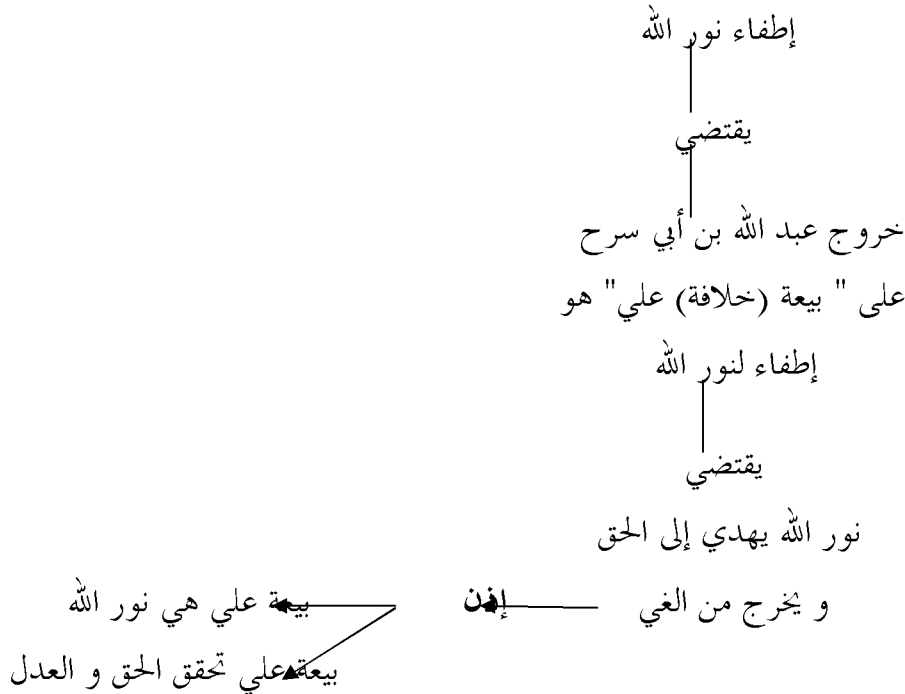 إطفاء نور الله
يقتضي
خروج عبد الله بن أبي سرح
على " بيعة (خلافة) علي" هو
إطفاء لنور الله
يقتضي
نور الله يهدي إلى الحق
و يخرج من الغي
إذن
بيعة علي هي نور الله
بيعة علي تحقق الحق و العدل